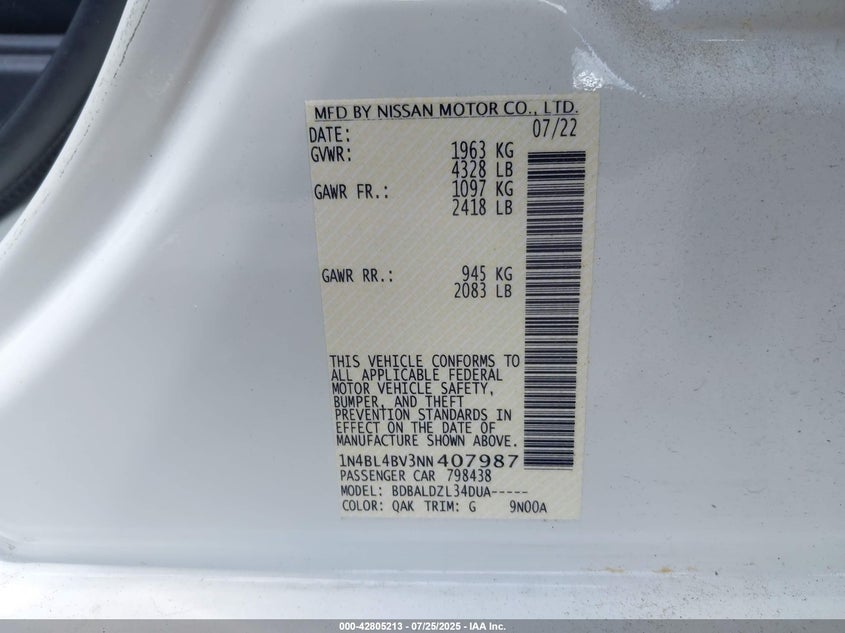 MFD BY NISSAN MOTOR CO., LTD.
DATE: 07/22
GVWR: 1963 KG
4328 LB
GAWR FR.: 1097 KG
2418 LB
GAWR RR.: 945 KG
2083 LB
THIS VEHICLE CONFORMS TO
ALL APPLICABLE FEDERAL
MOTOR VEHICLE SAFETY,
BUMPER, AND THEFT
PREVENTION STANDARDS IN
EFFECT ON THE DATE OF
MANUFACTURE SHOWN ABOVE.
1N4BL4BV3NN407987
PASSENGER CAR 798438
MODEL: BDBALDZL34DUA-----
COLOR: QAK TRIM: G 9N00A
000-42805213 - 07/25/2025 - IAA Inc.